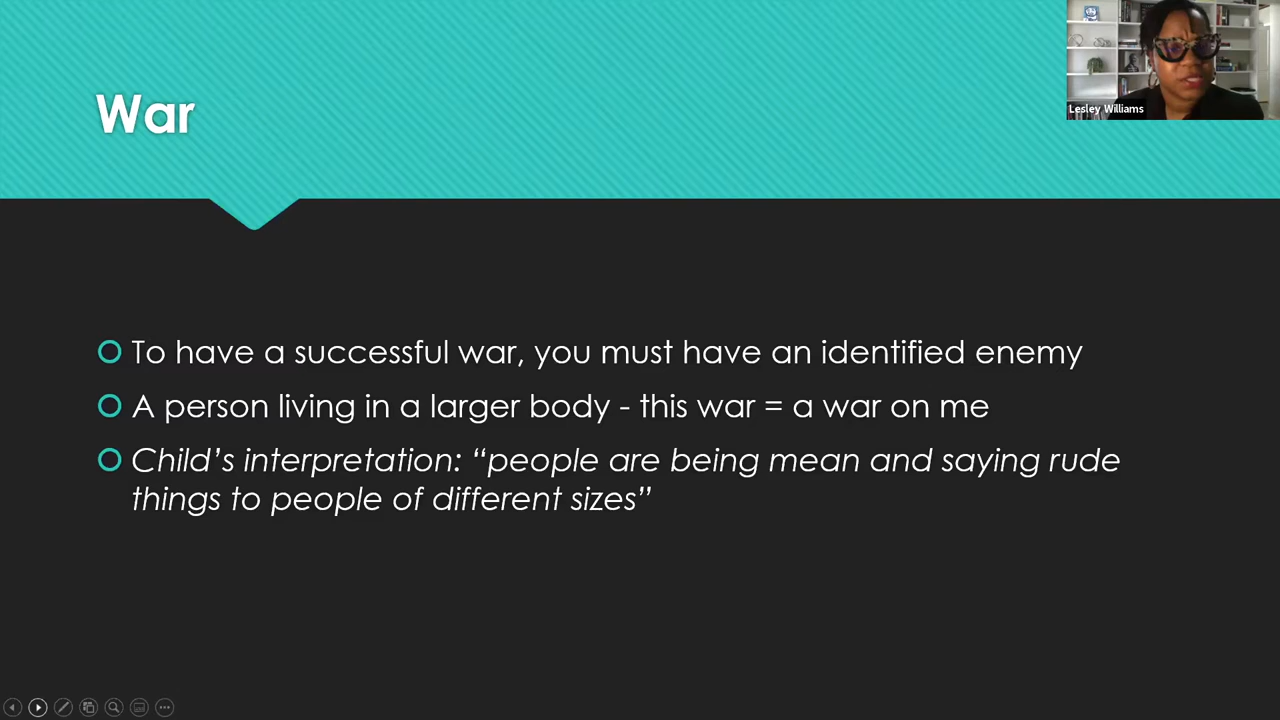 War
Lesley Williams
To have a successful war, you must have an identified enemy
A person living in a larger body - this war = a war on me
Child’s interpretation: “people are being mean and saying rude
things to people of different sizes”